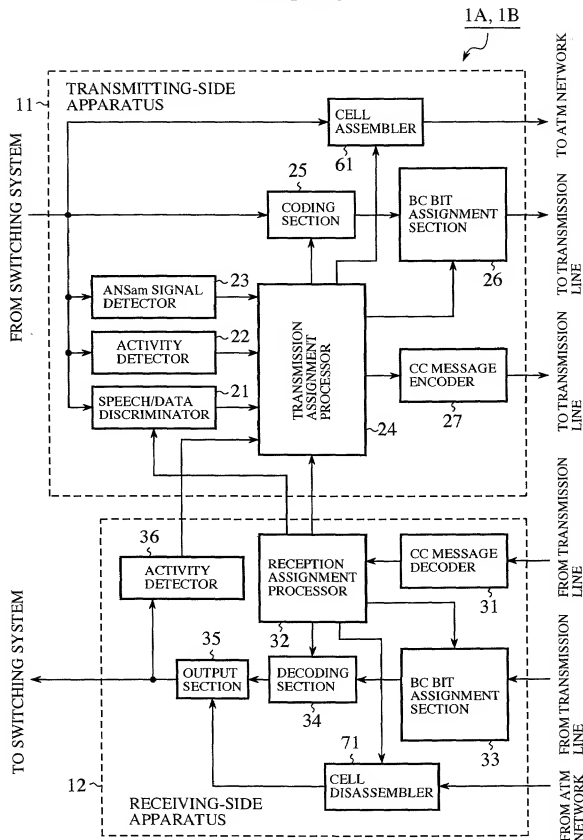 1A, 1B
11
TRANSMITTING-SIDE
APPARATUS
CELL
ASSEMBLER
61
TO ATM NETWORK
25
CODING
SECTION
BC BIT
ASSIGNMENT
SECTION
26
TO TRANSMISSION
LINE
FROM SWITCHING SYSTEM
23
ANSam SIGNAL
DETECTOR
22
ACTIVITY
DETECTOR
21
SPEECH/DATA
DISCRIMINATOR
TRANSMISSION
ASSIGNMENT
PROCESSOR
24
CC MESSAGE
ENCODER
27
TO TRANSMISSION
LINE
36
ACTIVITY
DETECTOR
RECEPTION
ASSIGNMENT
PROCESSOR
32
CC MESSAGE
DECODER
31
FROM TRANSMISSION
LINE
TO SWITCHING SYSTEM
35
OUTPUT
SECTION
DECODING
SECTION
34
BC BIT
ASSIGNMENT
SECTION
33
FROM TRANSMISSION
LINE
71
CELL
DISASSEMBLER
12
RECEIVING-SIDE
APPARATUS
FROM ATM
NETWORK